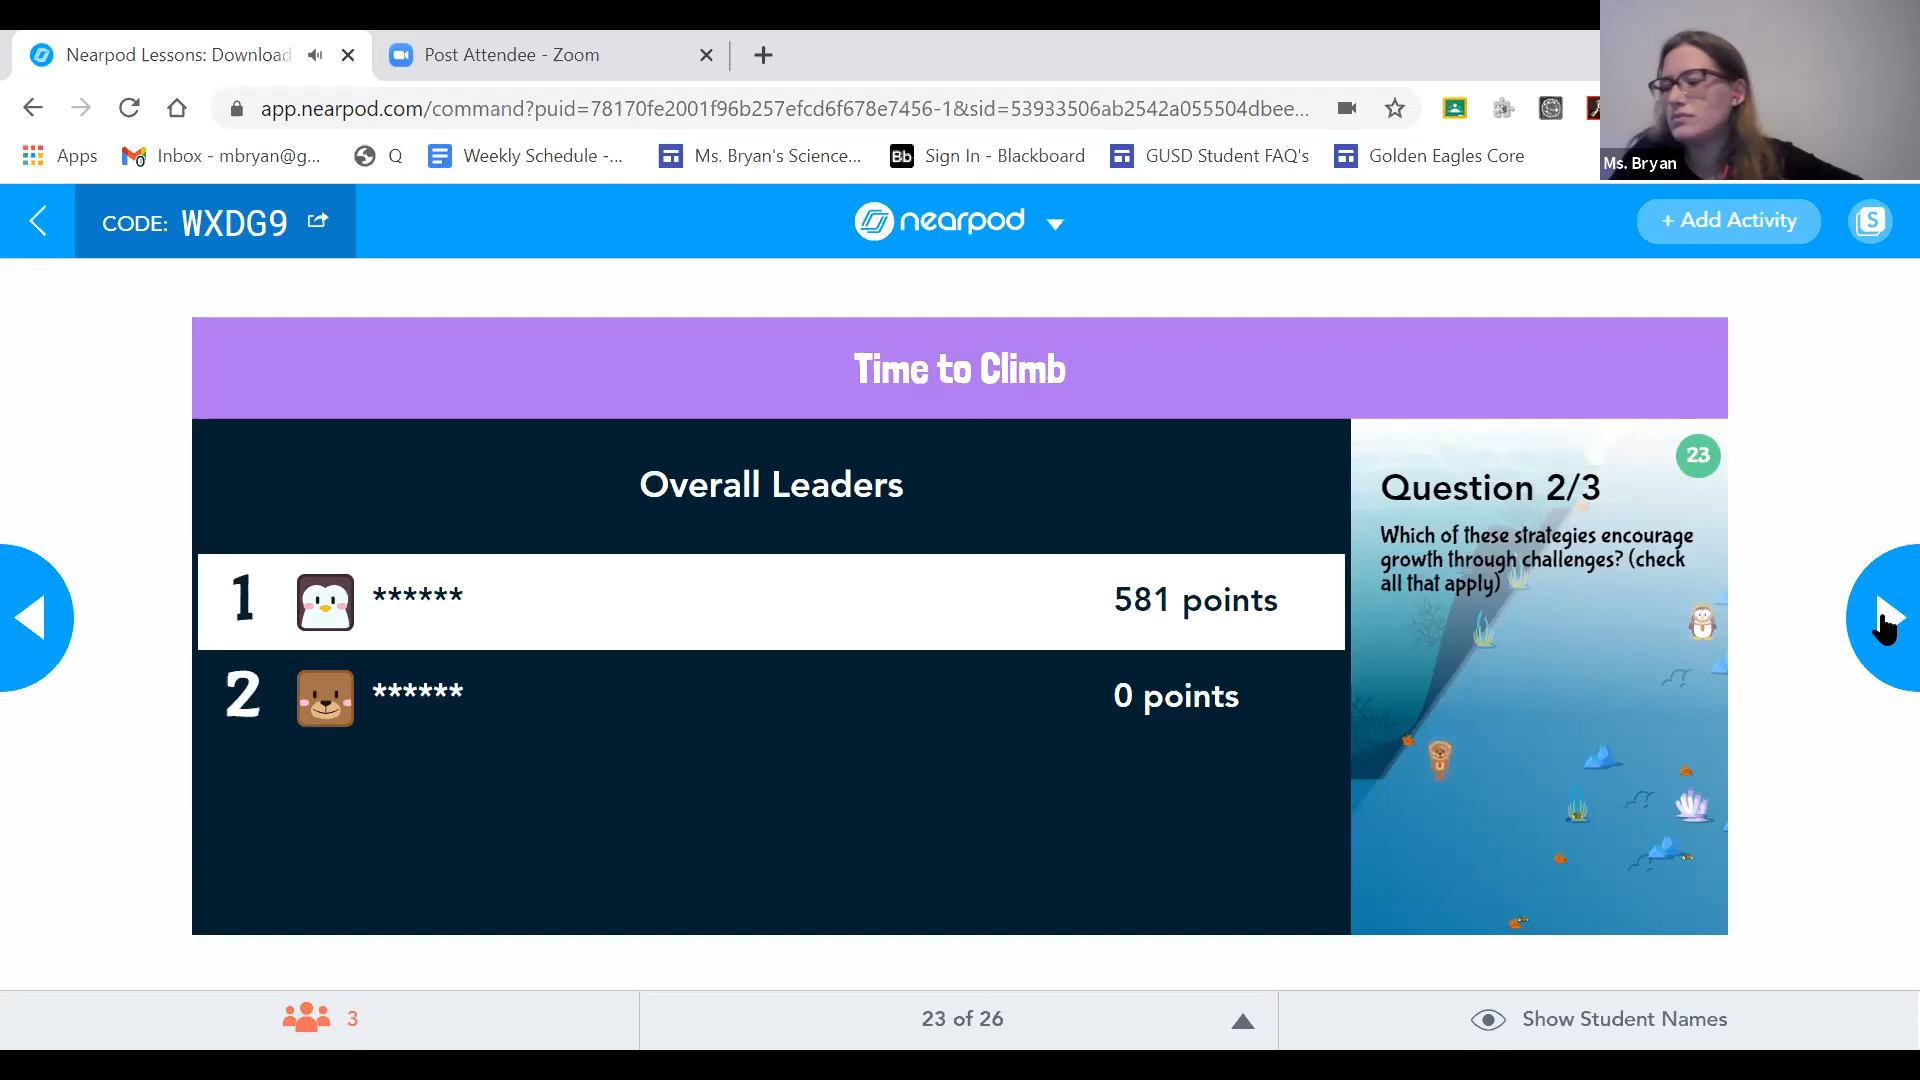 Nearpod Lessons: Download
Post Attendee - Zoom
app.nearpod.com/command?puid=78170fe2001f96b257efcd6f678e7456-1&sid=53933506ab2542a055504dbee...
Apps
Inbox - mbryan@g...
Q
Weekly Schedule -...
Ms. Bryan's Science...
Bb
Sign In - Blackboard
GUSD Student FAQ's
Golden Eagles Core
Ms. Bryan
CODE: WXDG9
nearpod
+ Add Activity
S
Time to Climb
Overall Leaders
1 ****** 581 points
2 ****** 0 points
23
Question 2/3
Which of these strategies encourage
growth through challenges? (check
all that apply)
3
23 of 26
Show Student Names